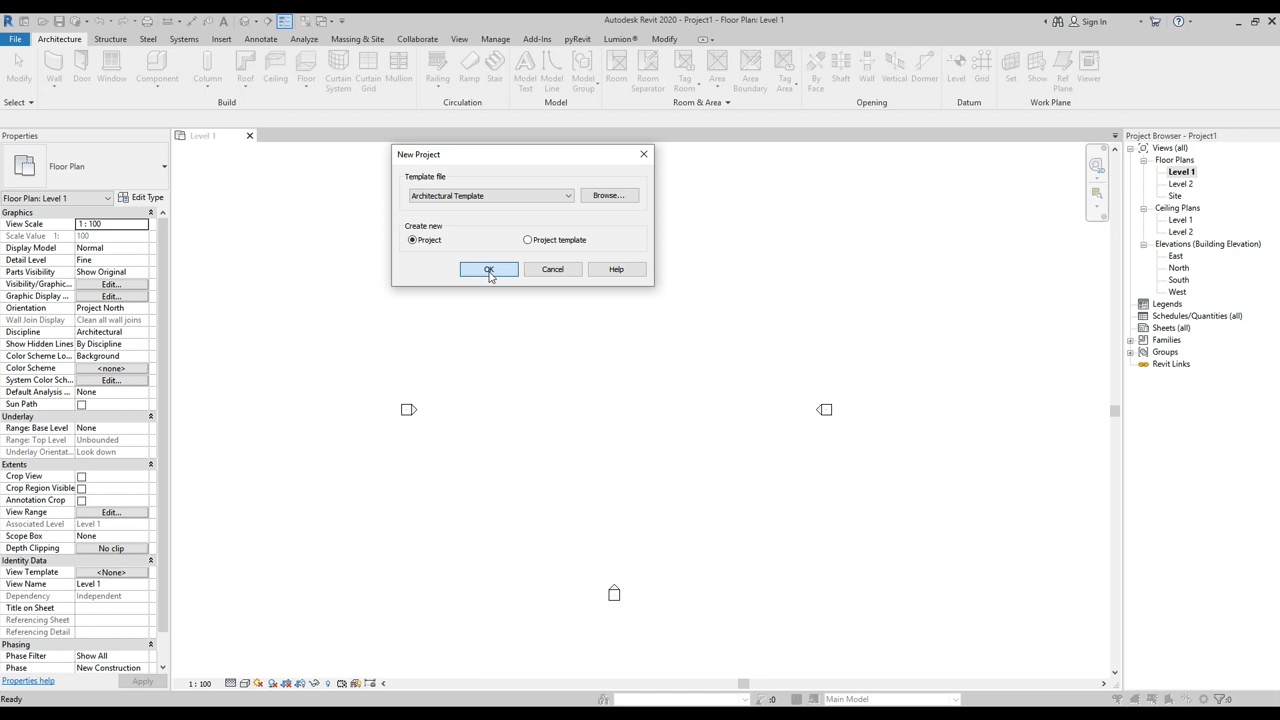 Autodesk Revit 2020 - Project1 - Floor Plan: Level 1
Sign In
File Architecture Structure Steel Systems Insert Annotate Analyze Massing & Site Collaborate View Manage Add-Ins pyRevit Lumion® Modify
Modify Wall Door Window Component Column Roof Ceiling Floor Curtain System Curtain Grid Mullion Railing Ramp Stair Model Text Model Line Model Group Room Room Separator Tag Room Area Area Boundary Tag Area By Face Shaft Wall Vertical Dormer Level Grid Set Show Ref Plane Viewer
Select Build Circulation Model Room & Area Opening Datum Work Plane
Properties
Level 1
Project Browser - Project1
Floor Plan
Floor Plan: Level 1 Edit Type
Graphics
View Scale 1 : 100
Scale Value 1: 100
Display Model Normal
Detail Level Fine
Parts Visibility Show Original
Visibility/Graphic... Edit...
Graphic Display ... Edit...
Orientation Project North
Wall Join Display Clean all wall joins
Discipline Architectural
Show Hidden Lines By Discipline
Color Scheme Lo... Background
Color Scheme <none>
System Color Sch... Edit...
Default Analysis ... None
Sun Path
Underlay
Range: Base Level None
Range: Top Level Unbounded
Underlay Orientat... Look down
Extents
Crop View
Crop Region Visible
Annotation Crop
View Range Edit...
Associated Level Level 1
Scope Box None
Depth Clipping No clip
Identity Data
View Template <None>
View Name Level 1
Dependency Independent
Title on Sheet
Referencing Sheet
Referencing Detail
Phasing
Phase Filter Show All
Phase New Construction
Properties help Apply
New Project
Template file
Architectural Template Browse...
Create new
Project Project template
OK Cancel Help
Views (all)
Floor Plans
Level 1
Level 2
Site
Ceiling Plans
Level 1
Level 2
Elevations (Building Elevation)
East
North
South
West
Legends
Schedules/Quantities (all)
Sheets (all)
Families
Groups
Revit Links
1 : 100
Ready :0 Main Model :0